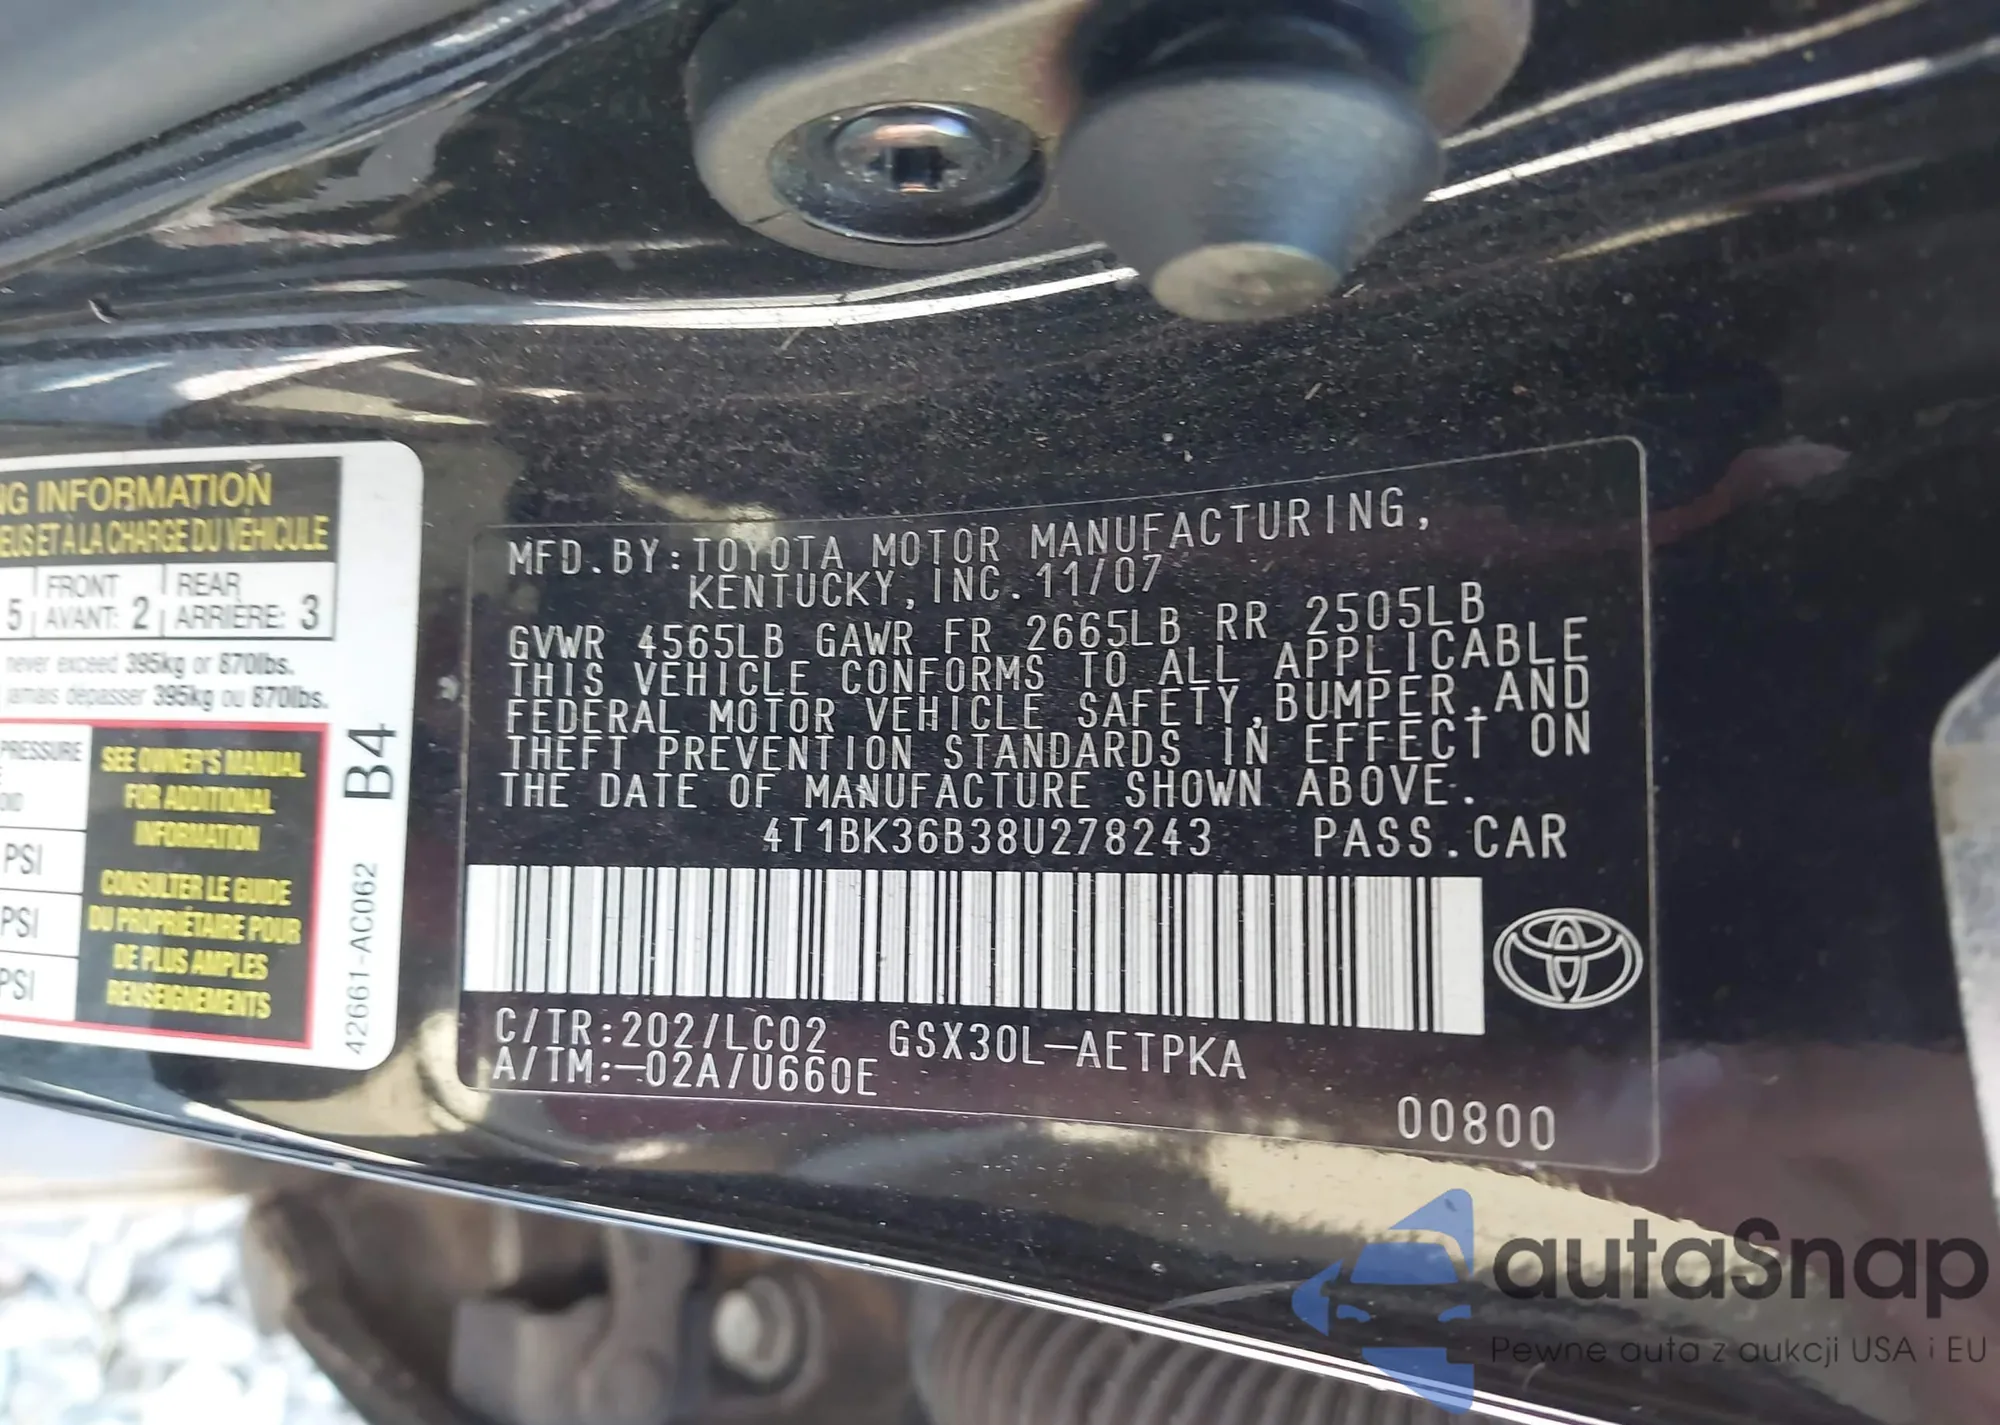 NG INFORMATION
EUS ET À LA CHARGE DU VÉHICULE
5 FRONT AVANT: 2 REAR ARRIÈRE: 3
never exceed 395kg or 870lbs.
jamais dépasser 395kg ou 870lbs.
PRESSURE
PSI
PSI
PSI
SEE OWNER'S MANUAL
FOR ADDITIONAL
INFORMATION
CONSULTER LE GUIDE
DU PROPRIÉTAIRE POUR
DE PLUS AMPLES
RENSEIGNEMENTS
B4
42661-AC062
MFD.BY:TOYOTA MOTOR MANUFACTURING,
KENTUCKY,INC. 11/07
GVWR 4565LB GAWR FR 2665LB RR 2505LB
THIS VEHICLE CONFORMS TO ALL APPLICABLE
FEDERAL MOTOR VEHICLE SAFETY,BUMPER,AND
THEFT PREVENTION STANDARDS IN EFFECT ON
THE DATE OF MANUFACTURE SHOWN ABOVE.
4T1BK36B38U278243 PASS.CAR
C/TR:202/LC02 GSX30L-AETPKA
A/TM:-02A/U660E
00800
autaSnap
Pewne auta z aukcji USA i EU